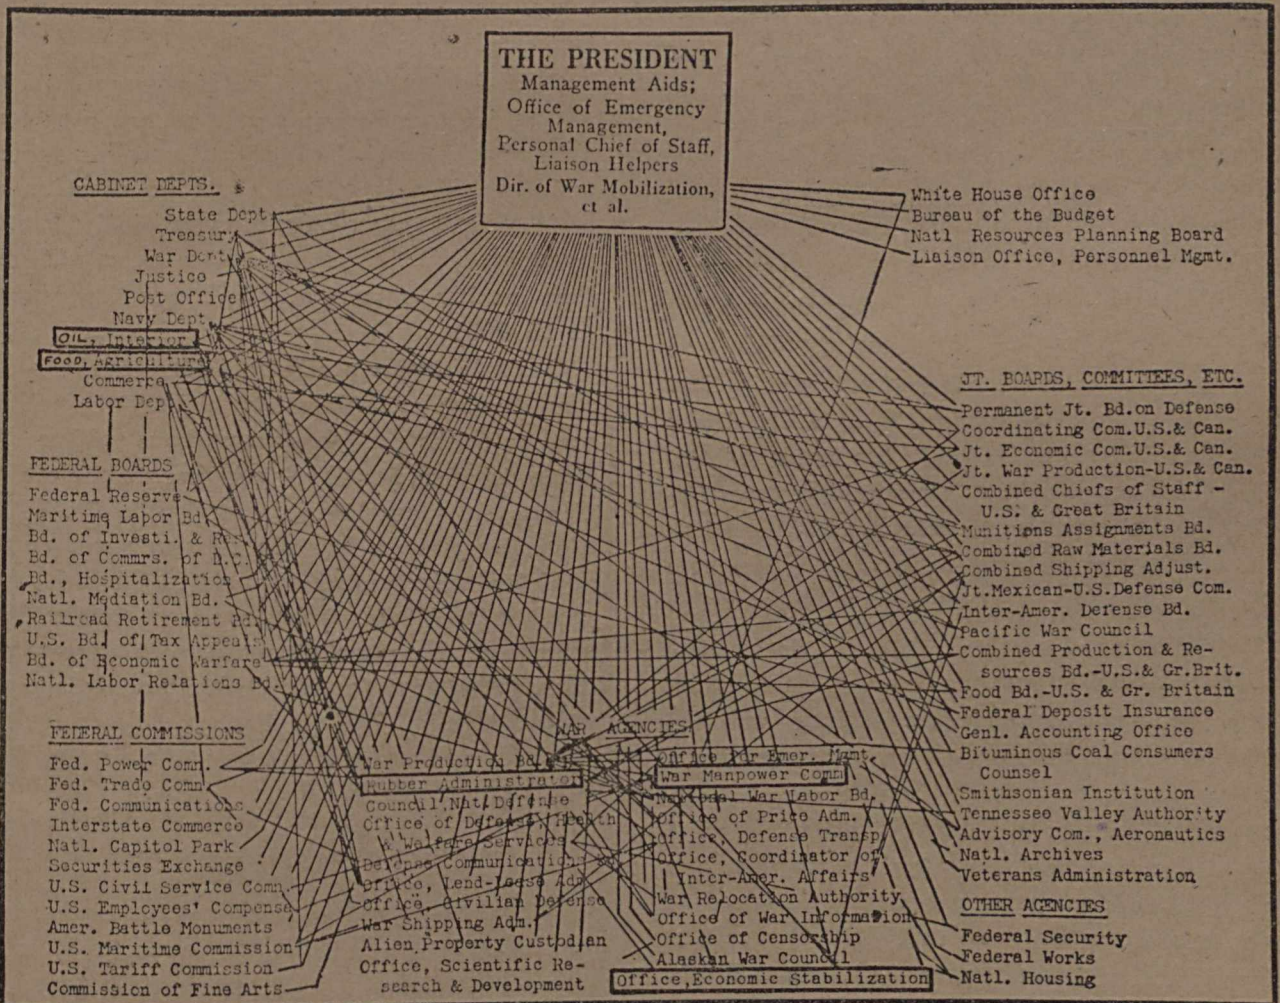 THE PRESIDENT
Management Aids;
Office of Emergency
Management,
Personal Chief of Staff,
Liaison Helpers
Dir. of War Mobilization,
et al.
CABINET DEPTS.
State Dept.
Treasury
War Dept.
Justice
Post Office
Navy Dept.
OIL, Interior
FOOD, Agriculture
Commerce
Labor Dept.
FEDERAL BOARDS
Federal Reserve
Maritime Labor Bd.
Bd. of Investi. & Res.
Bd. of Commrs. of D.C.
Bd., Hospitalization
Natl. Mediation Bd.
Railroad Retirement Bd.
U.S. Bd. of Tax Appeals
Bd. of Economic Warfare
Natl. Labor Relations Bd.
FEDERAL COMMISSIONS
Fed. Power Comm.
Fed. Trade Comm.
Fed. Communications
Interstate Commerce
Natl. Capitol Park
Securities Exchange
U.S. Civil Service Comm.
U.S. Employees' Compens.
Amer. Battle Monuments
U.S. Maritime Commission
U.S. Tariff Commission
Commission of Fine Arts
WAR AGENCIES
War Production Bd.
Rubber Administrator
Council Nat. Defense
Office of Defense, Health
& Welfare Services
Defense Communications
Office, Lend-Lease Adm.
Office, Civilian Defense
War Shipping Adm.
Alien Property Custodian
Office, Scientific Re-
search & Development
Office for Emer. Mgmt.
War Manpower Comm
National War Labor Bd.
Office of Price Adm.
Office, Defense Transp.
Office, Coordinator of
Inter-Amer. Affairs
War Relocation Authority
Office of War Information
Office of Censorship
Alaskan War Council
Office, Economic Stabilization
White House Office
Bureau of the Budget
Natl Resources Planning Board
Liaison Office, Personnel Mgmt.
JT. BOARDS, COMMITTEES, ETC.
Permanent Jt. Bd.on Defense
Coordinating Com.U.S.& Can.
Jt. Economic Com.U.S.& Can.
Jt. War Production-U.S.& Can.
Combined Chiefs of Staff -
U.S. & Great Britain
Munitions Assignments Bd.
Combined Raw Materials Bd.
Combined Shipping Adjust.
Jt.Mexican-U.S.Defense Com.
Inter-Amer. Defense Bd.
Pacific War Council
Combined Production & Re-
sources Bd.-U.S.& Gr.Brit.
Food Bd.-U.S. & Gr. Britain
Federal Deposit Insurance
Genl. Accounting Office
Bituminous Coal Consumers
Counsel
Smithsonian Institution
Tennessee Valley Authority
Advisory Com., Aeronautics
Natl. Archives
Veterans Administration
OTHER AGENCIES
Federal Security
Federal Works
Natl. Housing